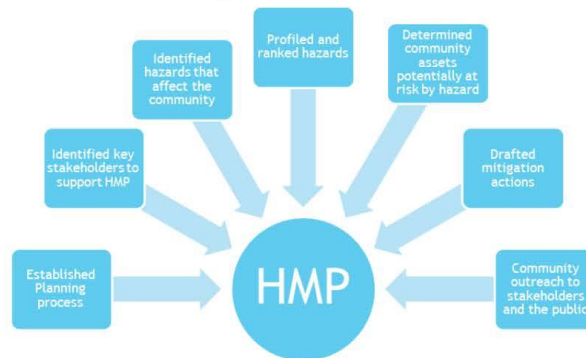 Profiled and
ranked hazards
Determined
community
assets
potentially at
risk by hazard
Identified
hazards that
affect the
community
Identified key
stakeholders to
support HMP
Drafted
mitigation
actions
Established
Planning
process
HMP
Community
outreach to
stakeholders
and the public